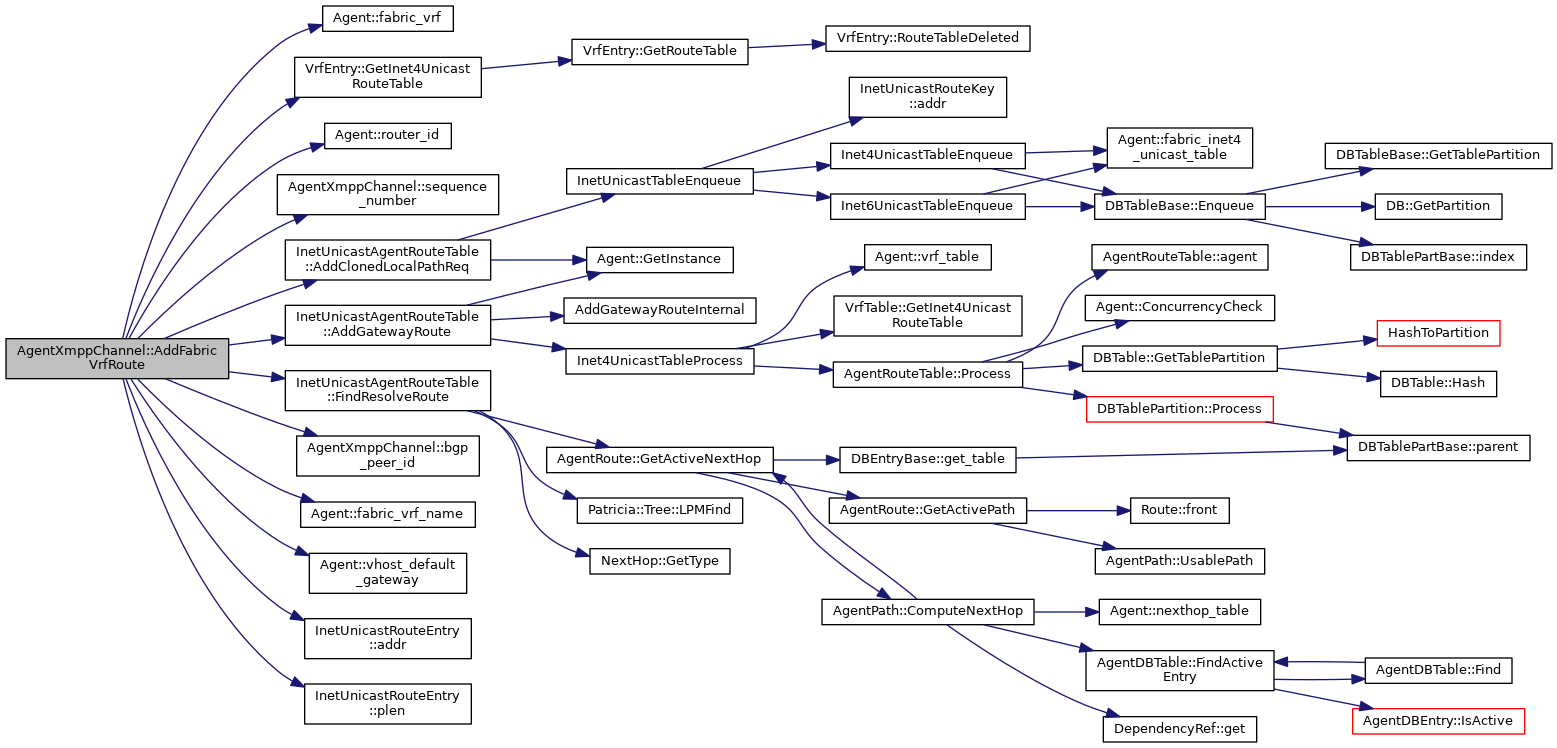 AgentXmppChannel::AddFabric
VrfRoute
Agent::fabric_vrf
VrfEntry::GetInet4Unicast
RouteTable
Agent::router_id
AgentXmppChannel::sequence
_number
InetUnicastAgentRouteTable
::AddClonedLocalPathReq
InetUnicastAgentRouteTable
::AddGatewayRoute
InetUnicastAgentRouteTable
::FindResolveRoute
AgentXmppChannel::bgp
_peer_id
Agent::fabric_vrf_name
Agent::vhost_default
_gateway
InetUnicastRouteEntry
::addr
InetUnicastRouteEntry
::plen
VrfEntry::GetRouteTable
InetUnicastTableEnqueue
Agent::GetInstance
AddGatewayRouteInternal
Inet4UnicastTableProcess
AgentRoute::GetActiveNextHop
Patricia::Tree::LPMFind
NextHop::GetType
VrfEntry::RouteTableDeleted
InetUnicastRouteKey
::addr
Inet4UnicastTableEnqueue
Inet6UnicastTableEnqueue
Agent::vrf_table
VrfTable::GetInet4Unicast
RouteTable
AgentRouteTable::Process
DBEntryBase::get_table
AgentRoute::GetActivePath
AgentPath::ComputeNextHop
Agent::fabric_inet4
_unicast_table
DBTableBase::Enqueue
AgentRouteTable::agent
Agent::ConcurrencyCheck
DBTable::GetTablePartition
DBTablePartition::Process
Route::front
AgentPath::UsablePath
Agent::nexthop_table
AgentDBTable::FindActive
Entry
DependencyRef::get
DBTableBase::GetTablePartition
DB::GetPartition
DBTablePartBase::index
HashToPartition
DBTable::Hash
DBTablePartBase::parent
AgentDBTable::Find
AgentDBEntry::IsActive